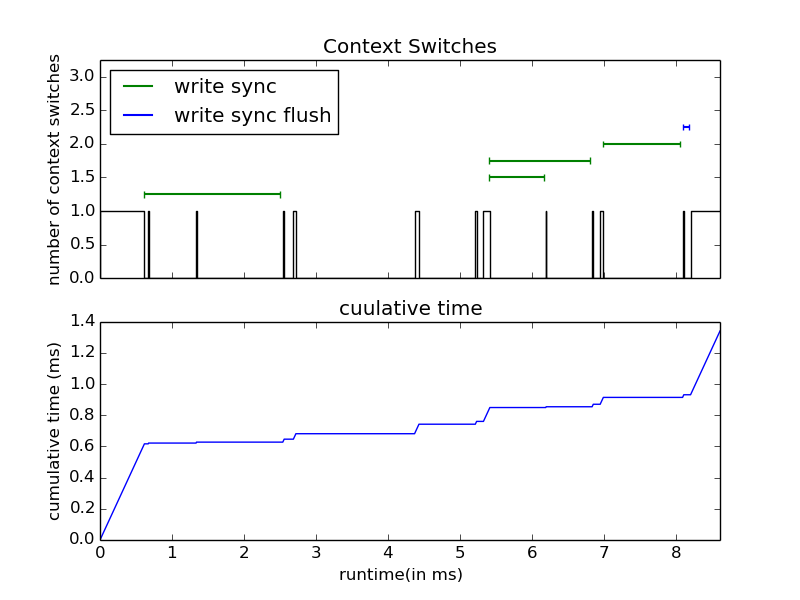 Context Switches
number of context switches
3.0
2.5
2.0
1.5
1.0
0.5
0.0
write sync
write sync flush
cuulative time
cumulative time (ms)
1.4
1.2
1.0
0.8
0.6
0.4
0.2
0.0
0 1 2 3 4 5 6 7 8
runtime(in ms)